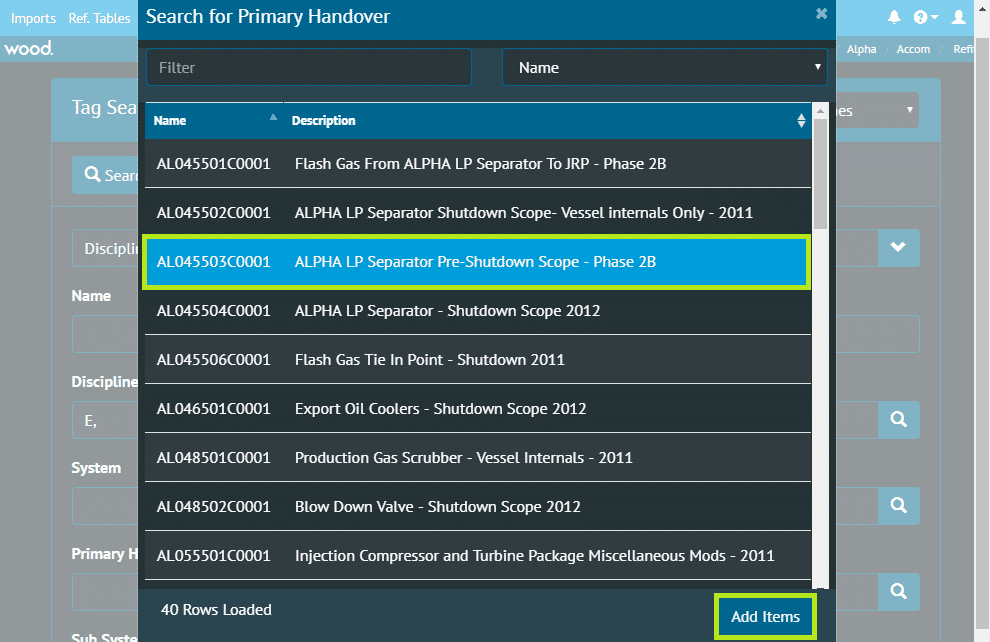 Imports Ref. Tables
Search for Primary Handover
wood.
Alpha / Accom / Refi
Filter
Name
Tag Sea
es
Name Description
Sear
AL045501C0001 Flash Gas From ALPHA LP Separator To JRP - Phase 2B
AL045502C0001 ALPHA LP Separator Shutdown Scope- Vessel internals Only - 2011
Disciplin
AL045503C0001 ALPHA LP Separator Pre-Shutdown Scope - Phase 2B
Name
AL045504C0001 ALPHA LP Separator - Shutdown Scope 2012
AL045506C0001 Flash Gas Tie In Point - Shutdown 2011
Discipline
AL046501C0001 Export Oil Coolers - Shutdown Scope 2012
E,
AL048501C0001 Production Gas Scrubber - Vessel Internals - 2011
System
AL048502C0001 Blow Down Valve - Shutdown Scope 2012
Primary H
AL055501C0001 Injection Compressor and Turbine Package Miscellaneous Mods - 2011
40 Rows Loaded
Add Items
Sub Syste